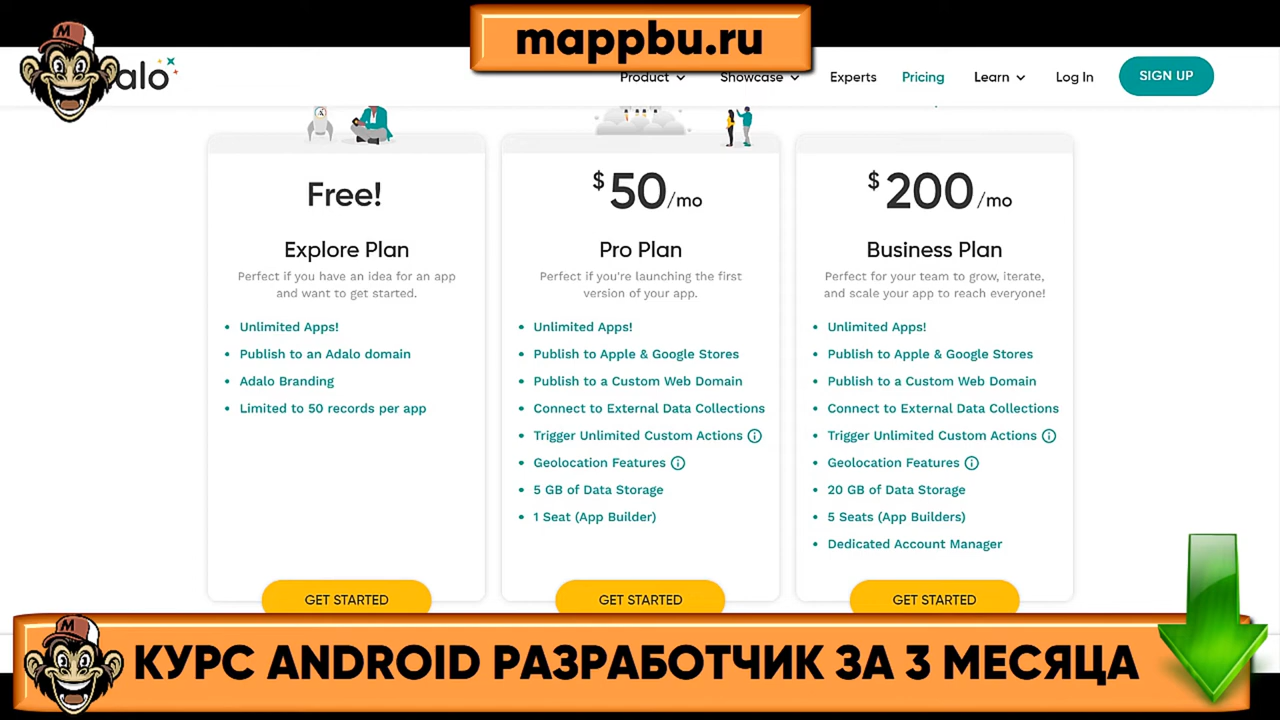 mappbu.ru
alo
Product
Showcase
Experts
Pricing
Learn
Log In
SIGN UP
Free!
Explore Plan
Perfect if you have an idea for an app
and want to get started.
• Unlimited Apps!
• Publish to an Adalo domain
• Adalo Branding
• Limited to 50 records per app
GET STARTED
$50/mo
Pro Plan
Perfect if you're launching the first
version of your app.
• Unlimited Apps!
• Publish to Apple & Google Stores
• Publish to a Custom Web Domain
• Connect to External Data Collections
• Trigger Unlimited Custom Actions
• Geolocation Features
• 5 GB of Data Storage
• 1 Seat (App Builder)
GET STARTED
$200/mo
Business Plan
Perfect for your team to grow, iterate,
and scale your app to reach everyone!
• Unlimited Apps!
• Publish to Apple & Google Stores
• Publish to a Custom Web Domain
• Connect to External Data Collections
• Trigger Unlimited Custom Actions
• Geolocation Features
• 20 GB of Data Storage
• 5 Seats (App Builders)
• Dedicated Account Manager
GET STARTED
КУРС ANDROID РАЗРАБОТЧИК ЗА 3 МЕСЯЦА